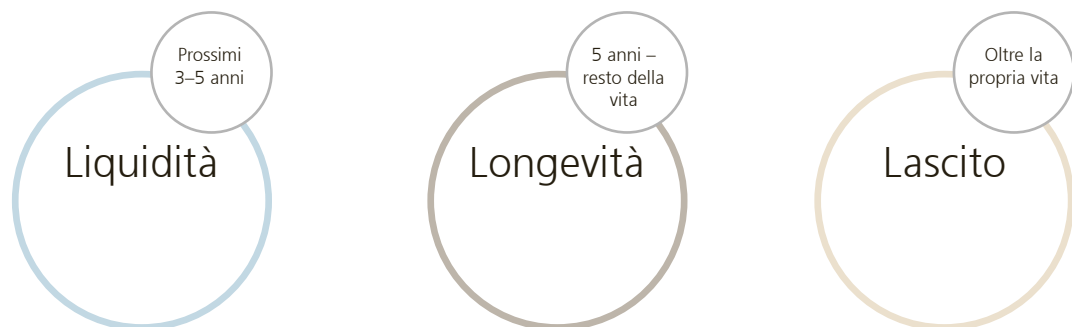 Prossimi
3–5 anni
Liquidità
5 anni –
resto della
vita
Longevità
Oltre la
propria vita
Lascito